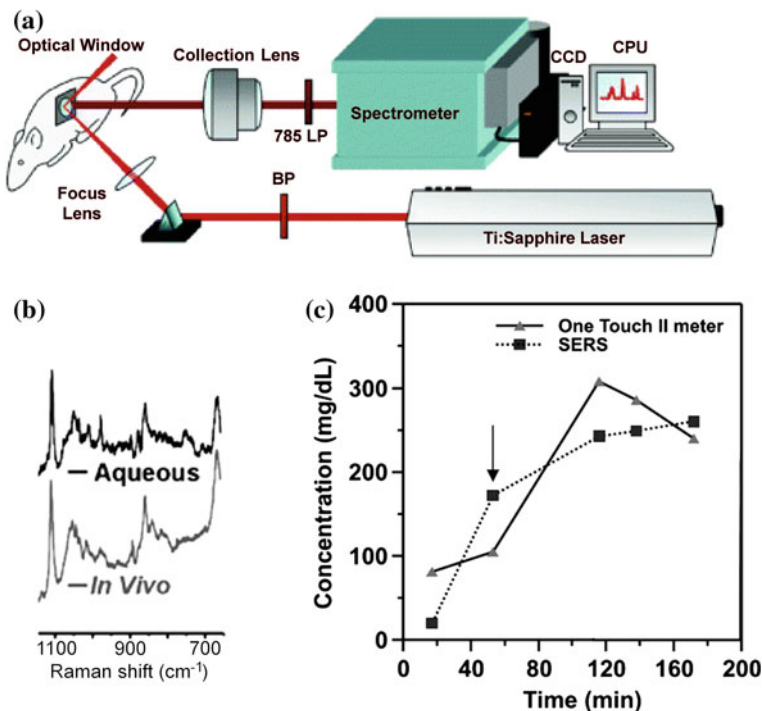 (a)
Optical Window
Collection Lens
CCD
CPU
Spectrometer
785 LP
Focus
Lens
BP
Ti:Sapphire Laser
(b)
Aqueous
In Vivo
1100 900 700
Raman shift (cm⁻¹)
(c)
One Touch II meter
SERS
Concentration (mg/dL)
400
300
200
100
0
0 40 80 120 160 200
Time (min)